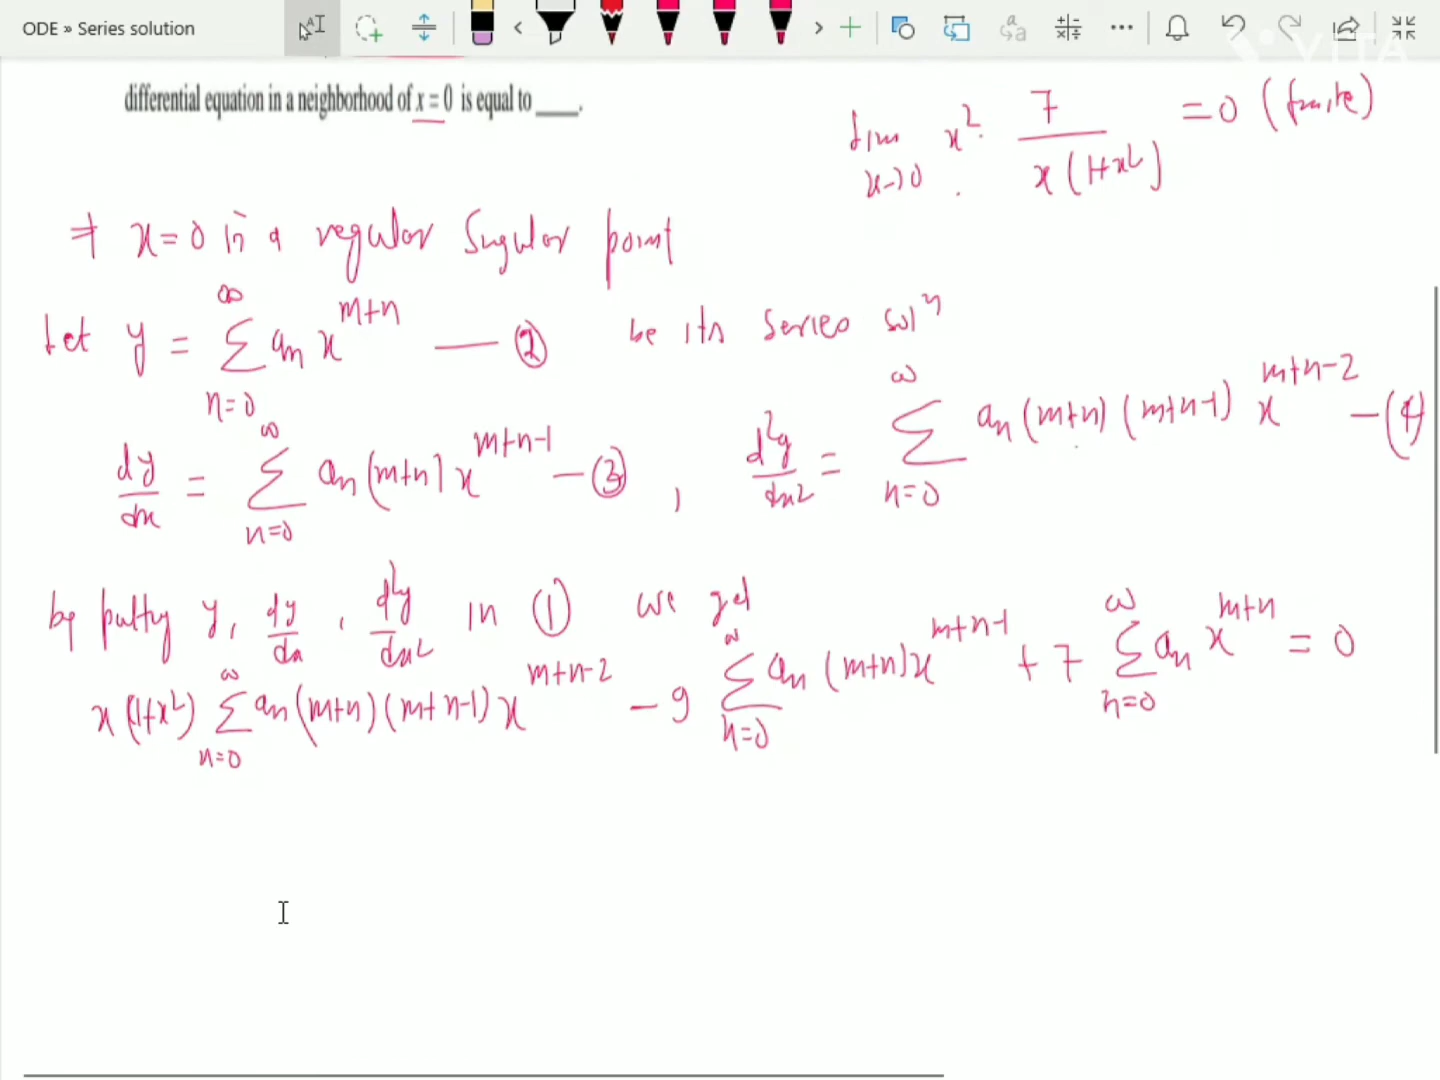 ODE » Series solution
VITA
differential equation in a neighborhood of x = 0 is equal to ____.
lim x→0 x². 7 / x(1+x²) = 0 (finite)
⇒ x=0 is a regular singular point
Let y = ∑_{n=0}^{∞} aₙ x^{m+n} — ② be its series solⁿ
dy/dx = ∑_{n=0}^{∞} aₙ(m+n) x^{m+n-1} — ③ , d²y/dx² = ∑_{n=0}^{∞} aₙ(m+n)(m+n-1) x^{m+n-2} — (4)
by putty y, dy/dx, d²y/dx² in ① we get
x(1+x²) ∑_{n=0}^{∞} aₙ(m+n)(m+n-1) x^{m+n-2} - 9 ∑_{n=0}^{∞} aₙ(m+n) x^{m+n-1} + 7 ∑_{n=0}^{∞} aₙ x^{m+n} = 0